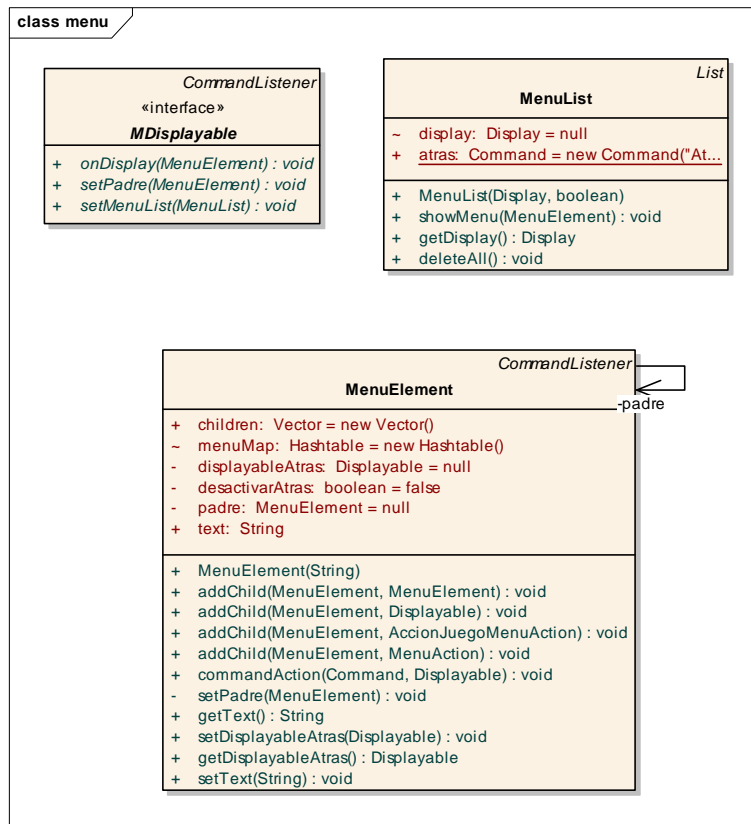 class menu
CommandListener
«interface»
MDisplayable
+ onDisplay(MenuElement) : void
+ setPadre(MenuElement) : void
+ setMenuList(MenuList) : void
List
MenuList
~ display: Display = null
+ atras: Command = new Command("At...
+ MenuList(Display, boolean)
+ showMenu(MenuElement) : void
+ getDisplay() : Display
+ deleteAll() : void
CommandListener
MenuElement
-padre
+ children: Vector = new Vector()
~ menuMap: Hashtable = new Hashtable()
- displayableAtras: Displayable = null
- desactivarAtras: boolean = false
- padre: MenuElement = null
+ text: String
+ MenuElement(String)
+ addChild(MenuElement, MenuElement) : void
+ addChild(MenuElement, Displayable) : void
+ addChild(MenuElement, AccionJuegoMenuAction) : void
+ addChild(MenuElement, MenuAction) : void
+ commandAction(Command, Displayable) : void
- setPadre(MenuElement) : void
+ getText() : String
+ setDisplayableAtras(Displayable) : void
+ getDisplayableAtras() : Displayable
+ setText(String) : void